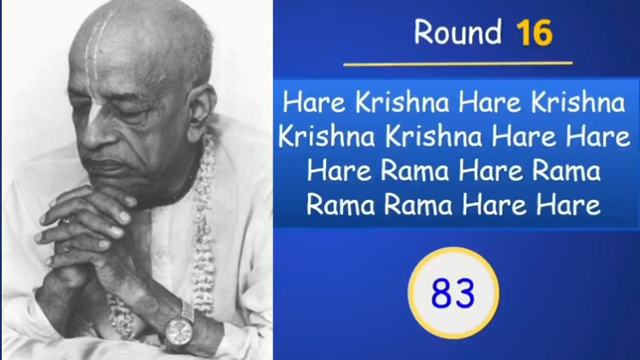 Round 16
Hare Krishna Hare Krishna
Krishna Krishna Hare Hare
Hare Rama Hare Rama
Rama Rama Hare Hare
83